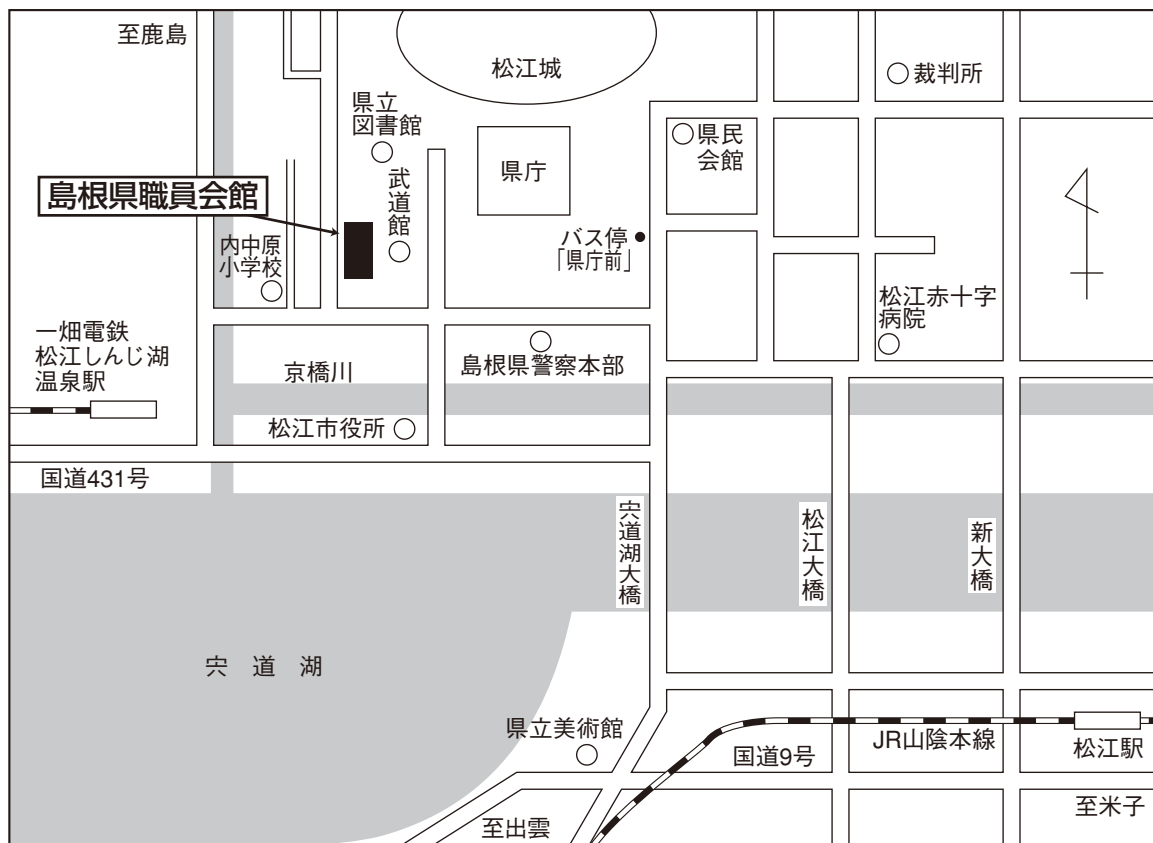 至鹿島
松江城
裁判所
県立
図書館
県民
会館
県庁
武道館
島根県職員会館
内中原
小学校
バス停
「県庁前」
松江赤十字
病院
一畑電鉄
松江しんじ湖
温泉駅
京橋川
島根県警察本部
松江市役所
国道431号
宍道湖大橋
松江大橋
新大橋
宍道湖
県立美術館
国道9号
JR山陰本線
松江駅
至出雲
至米子